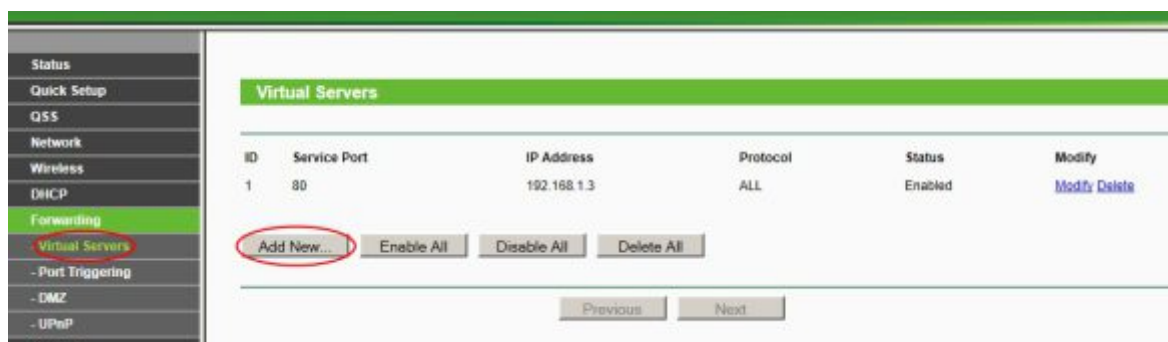 Status
Quick Setup
QSS
Network
Wireless
DHCP
Forwarding
- Virtual Servers
- Port Triggering
- DMZ
- UPnP
Virtual Servers
ID Service Port IP Address Protocol Status Modify
1 80 192.168.1.3 ALL Enabled Modify Delete
Add New... Enable All Disable All Delete All
Previous Next